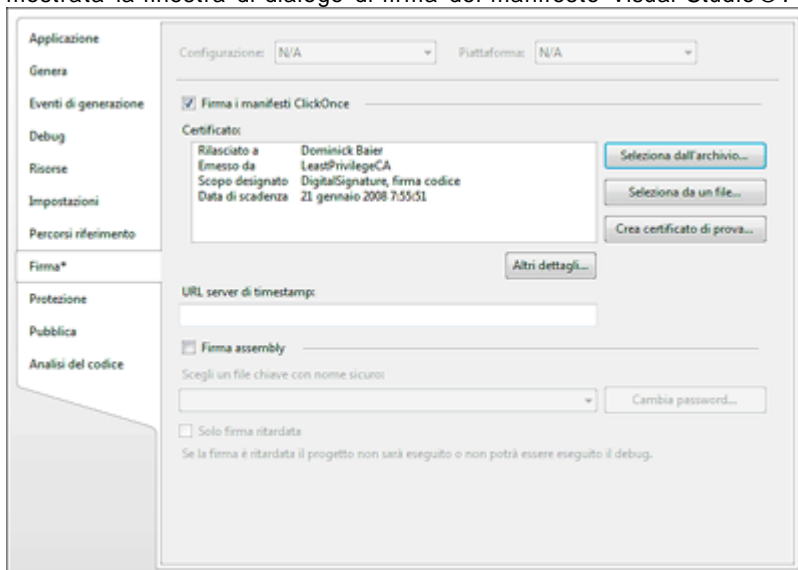 mostrata la finestra di dialogo di firma del manifesto Visual Studio®.
Applicazione
Genera
Eventi di generazione
Debug
Risorse
Impostazioni
Percorsi riferimento
Firma*
Protezione
Pubblica
Analisi del codice
Configurazione: N/A Piattaforma: N/A
Firma i manifesti ClickOnce
Certificato:
Rilasciato a Dominick Baier
Emesso da LeastPrivilegeCA
Scopo designato DigitalSignature, firma codice
Data di scadenza 21 gennaio 2008 7:55:51
Seleziona dall'archivio...
Seleziona da un file...
Crea certificato di prova...
Altri dettagli...
URL server di timestamp:
Firma assembly
Scegli un file chiave con nome sicuro:
Cambia password...
Solo firma ritardata
Se la firma è ritardata il progetto non sarà eseguito o non potrà essere eseguito il debug.